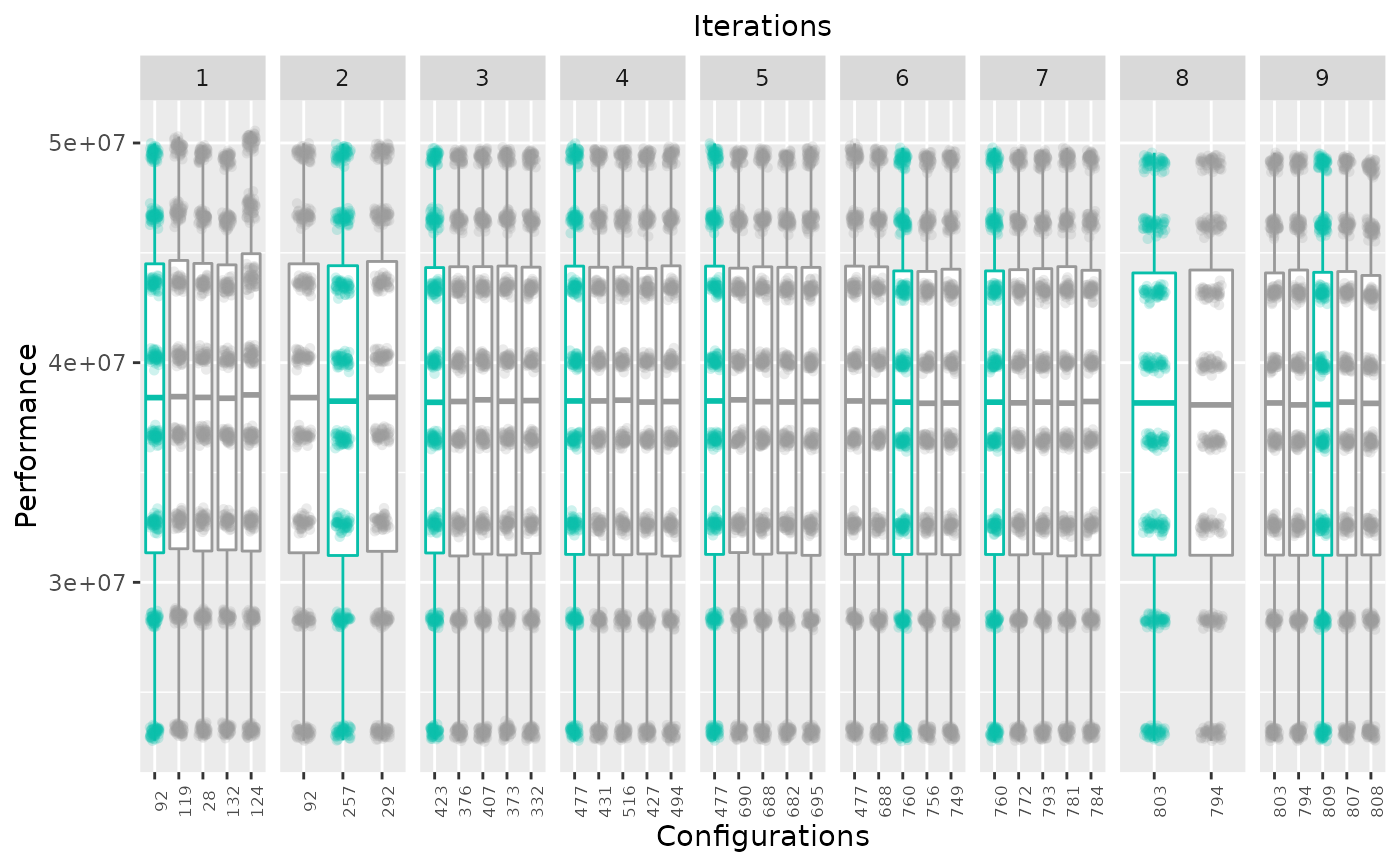 Iterations
1 2 3 4 5 6 7 8 9
Performance
5e+07
4e+07
3e+07
92 119 28 132 124 92 257 292 423 376 407 373 332 477 431 516 427 494 477 690 688 682 695 477 688 760 756 749 760 772 793 781 784 803 794 803 794 809 807 808
Configurations